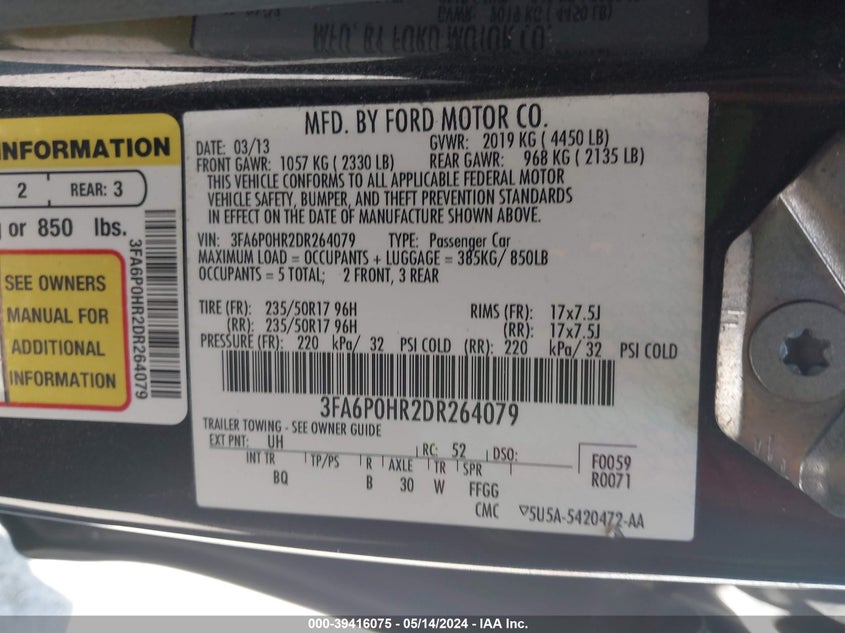 MFD. BY FORD MOTOR CO.
DATE: 03/13 GVWR: 2019 KG ( 4450 LB)
FRONT GAWR: 1057 KG ( 2330 LB) REAR GAWR: 968 KG ( 2135 LB)
THIS VEHICLE CONFORMS TO ALL APPLICABLE FEDERAL MOTOR
VEHICLE SAFETY, BUMPER, AND THEFT PREVENTION STANDARDS
IN EFFECT ON THE DATE OF MANUFACTURE SHOWN ABOVE.
VIN: 3FA6P0HR2DR264079 TYPE: Passenger Car
MAXIMUM LOAD = OCCUPANTS + LUGGAGE = 385KG/ 850LB
OCCUPANTS = 5 TOTAL; 2 FRONT, 3 REAR
TIRE (FR): 235/50R17 96H RIMS (FR): 17x7.5J
(RR): 235/50R17 96H (RR): 17x7.5J
PRESSURE (FR): 220 kPa/ 32 PSI COLD (RR): 220 kPa/ 32 PSI COLD
3FA6P0HR2DR264079
TRAILER TOWING - SEE OWNER GUIDE
EXT PNT: UH RC: 52 DSO: F0059
INT TR TP/PS R AXLE TR SPR R0071
BQ B 30 W FFGG
CMC 5U5A-5420472-AA
INFORMATION
2 REAR: 3
or 850 lbs.
SEE OWNERS
MANUAL FOR
ADDITIONAL
INFORMATION
3FA6P0HR2DR264079
000-39416075 - 05/14/2024 - IAA Inc.